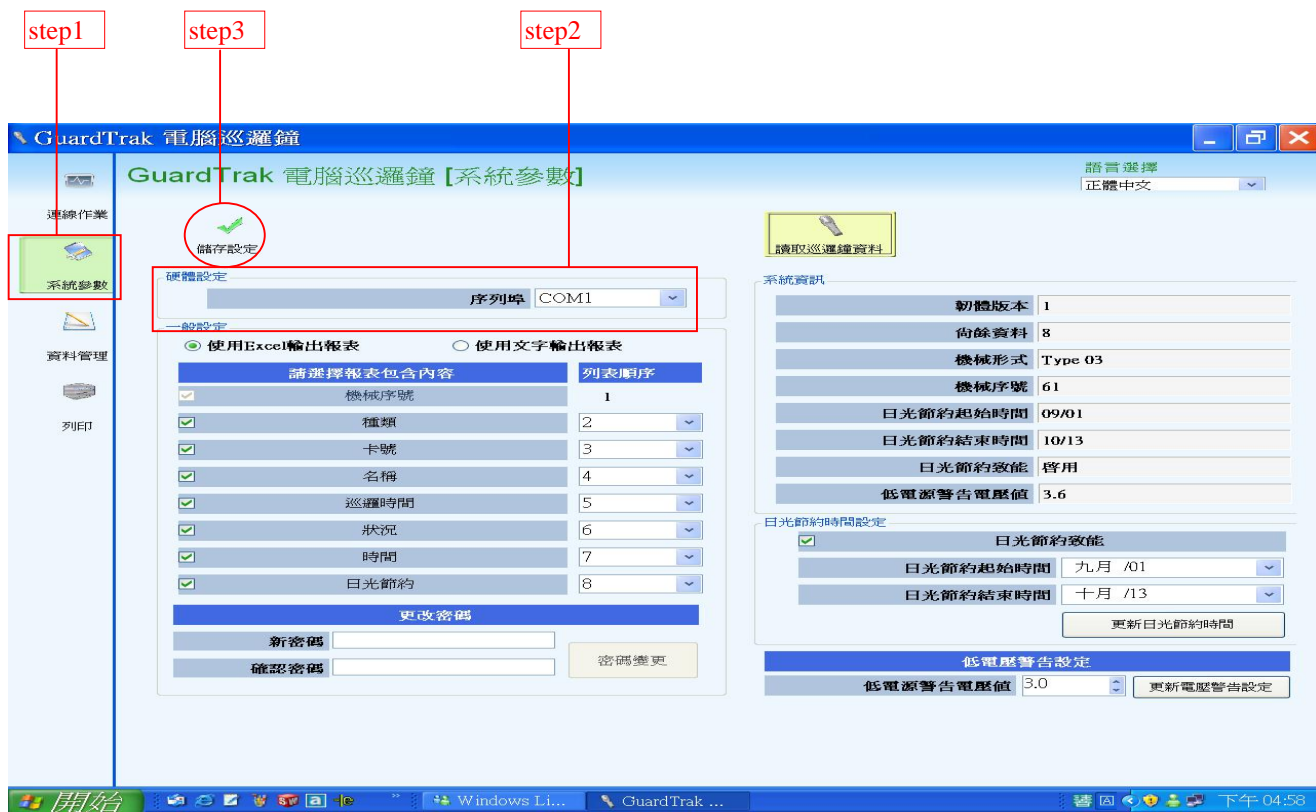 step1
step3
step2
GuardTrak 電腦巡邏鐘
GuardTrak 電腦巡邏鐘 [系統參數]
語言選擇
正體中文
連線作業
系統參數
資料管理
列印
儲存設定
讀取巡邏鐘資料
硬體設定
序列埠 COM1
一般設定
使用Excel輸出報表 使用文字輸出報表
請選擇報表包含內容 列表順序
機械序號 1
種類 2
卡號 3
名稱 4
巡邏時間 5
狀況 6
時間 7
日光節約 8
更改密碼
新密碼
確認密碼
密碼變更
系統資訊
韌體版本 1
尚餘資料 8
機械形式 Type 03
機械序號 61
日光節約起始時間 09/01
日光節約結束時間 10/13
日光節約致能 啓用
低電源警告電壓值 3.6
日光節約時間設定
日光節約致能
日光節約起始時間 九月 /01
日光節約結束時間 十月 /13
更新日光節約時間
低電壓警告設定
低電源警告電壓值 3.0 更新電壓警告設定
開始 Windows Li... GuardTrak ... 下午 04:58